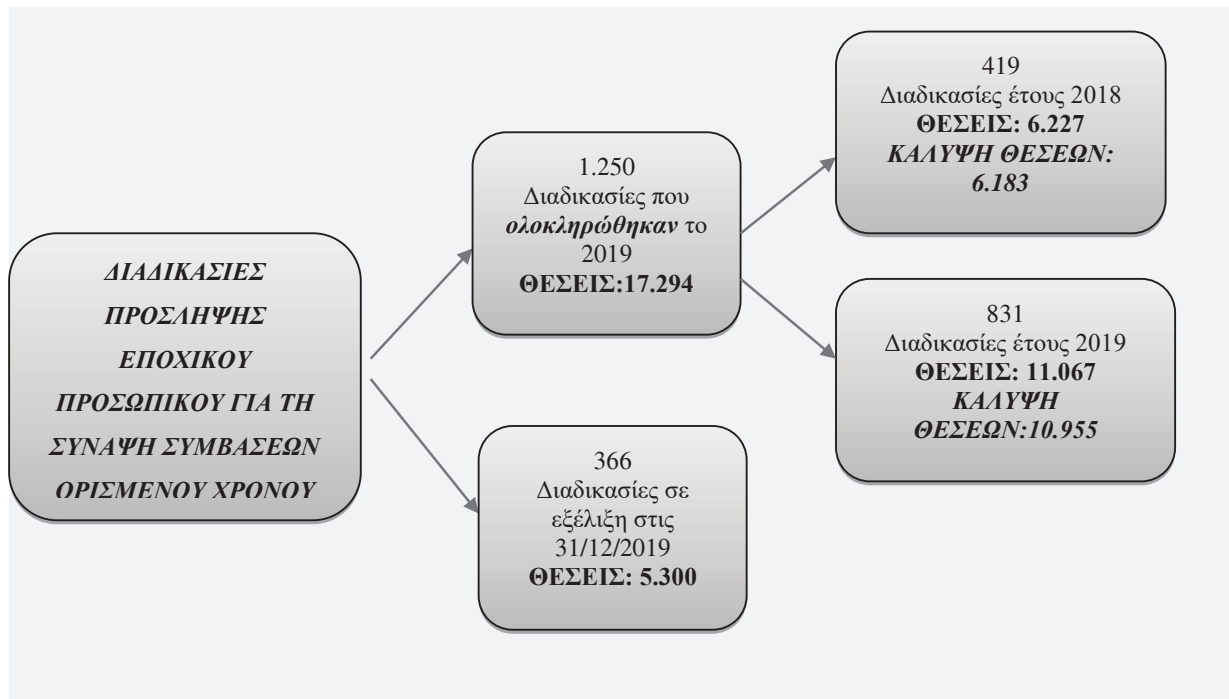 ΔΙΑΔΙΚΑΣΙΕΣ
ΠΡΟΣΛΗΨΗΣ
ΕΠΟΧΙΚΟΥ
ΠΡΟΣΩΠΙΚΟΥ ΓΙΑ ΤΗ
ΣΥΝΑΨΗ ΣΥΜΒΑΣΕΩΝ
ΟΡΙΣΜΕΝΟΥ ΧΡΟΝΟΥ
1.250
Διαδικασίες που
ολοκληρώθηκαν το
2019
ΘΕΣΕΙΣ:17.294
366
Διαδικασίες σε
εξέλιξη στις
31/12/2019
ΘΕΣΕΙΣ: 5.300
419
Διαδικασίες έτους 2018
ΘΕΣΕΙΣ: 6.227
ΚΑΛΥΨΗ ΘΕΣΕΩΝ:
6.183
831
Διαδικασίες έτους 2019
ΘΕΣΕΙΣ: 11.067
ΚΑΛΥΨΗ
ΘΕΣΕΩΝ:10.955